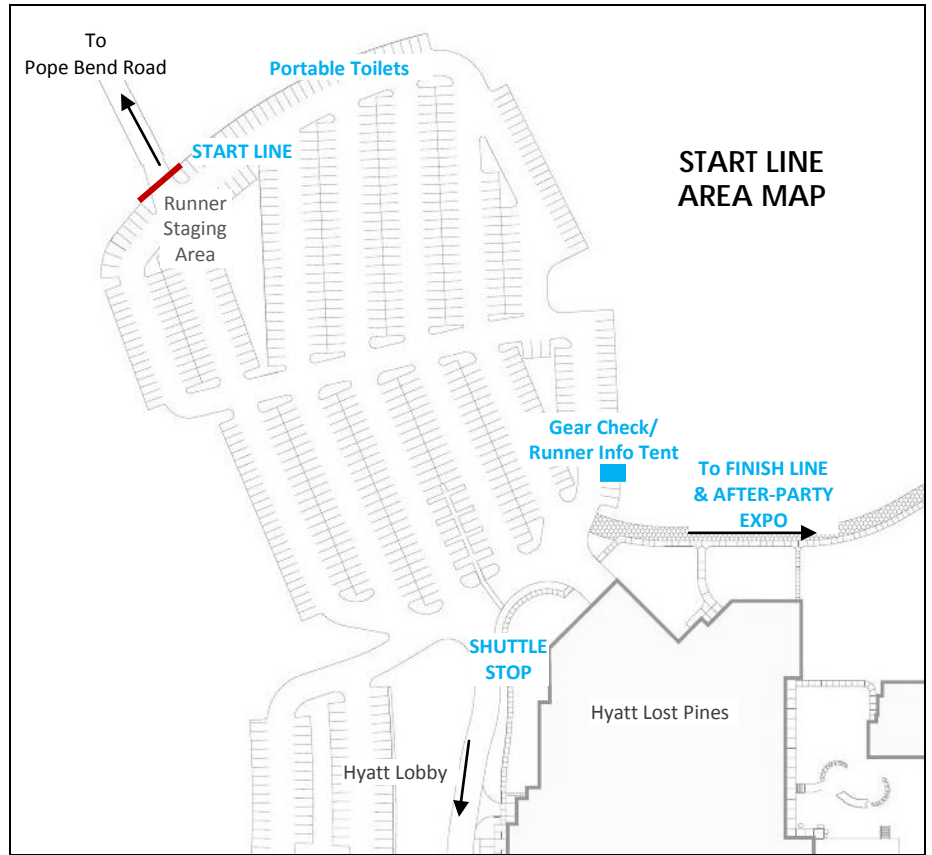 To
Pope Bend Road
Portable Toilets
START LINE
START LINE
AREA MAP
Runner
Staging
Area
Gear Check/
Runner Info Tent
To FINISH LINE
& AFTER-PARTY
EXPO
SHUTTLE
STOP
Hyatt Lost Pines
Hyatt Lobby